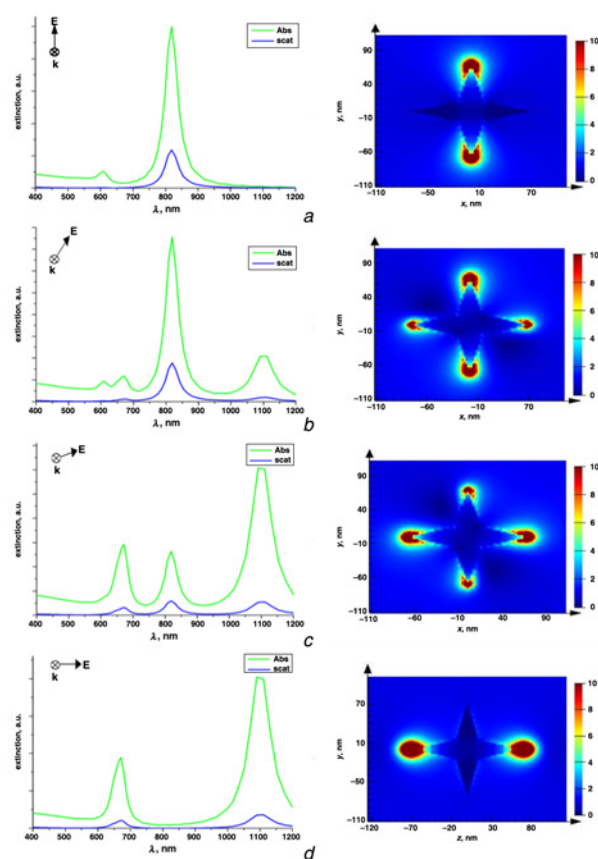 E
k
Abs
scat
extinction, a.u.
400 500 600 700 800 900 1000 1100 1200
λ, nm
y, nm
90
40
−10
−60
−110
−110 −50 10 70
x, nm
10
8
6
4
2
0
a
E
k
Abs
scat
extinction, a.u.
400 500 600 700 800 900 1000 1100 1200
λ, nm
y, nm
90
40
−10
−60
−110
−110 −60 −10 70
x, nm
10
8
6
4
2
0
b
E
k
Abs
scat
extinction, a.u.
400 500 600 700 800 900 1000 1100 1200
λ, nm
y, nm
90
40
−10
−60
−110
−110 −60 −10 40 90
x, nm
10
8
6
4
2
0
c
E
k
Abs
scat
extinction, a.u.
400 500 600 700 800 900 1000 1100 1200
λ, nm
y, nm
70
10
−50
−110
−120 −70 −30 30 70 120
z, nm
10
8
6
4
2
0
d